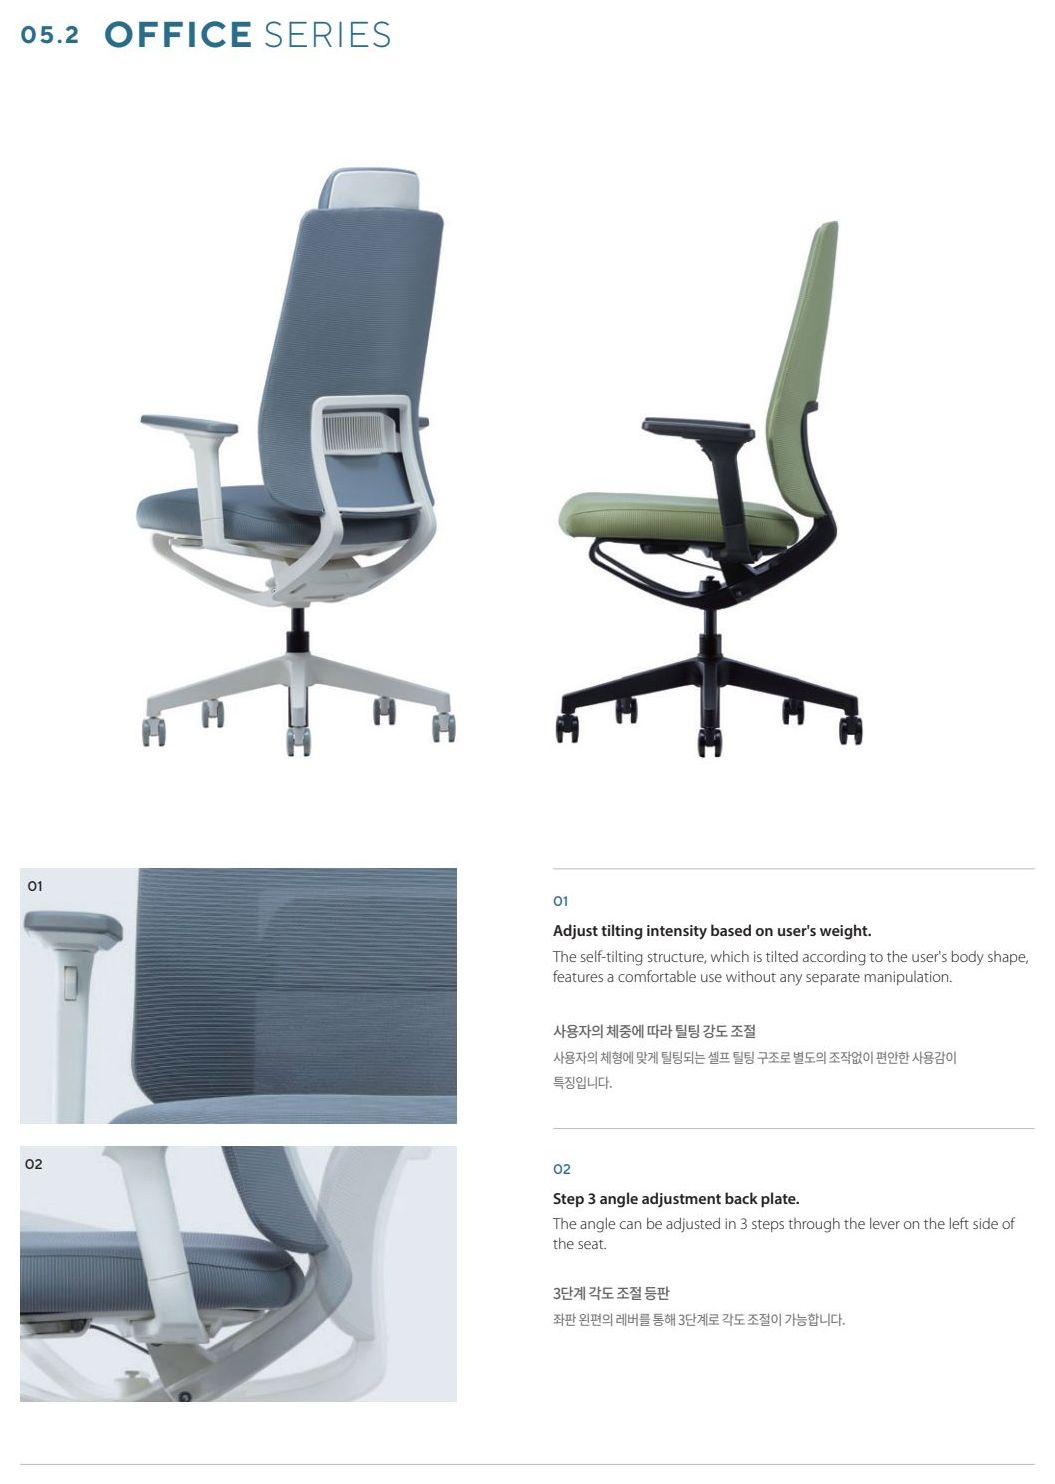 05.2 OFFICE SERIES
01
01
Adjust tilting intensity based on user's weight.
The self-tilting structure, which is tilted according to the user's body shape,
features a comfortable use without any separate manipulation.
사용자의 체중에 따라 틸팅 강도 조절
사용자의 체형에 맞게 틸팅되는 셀프 틸팅 구조로 별도의 조작없이 편안한 사용감이
특징입니다.
02
02
Step 3 angle adjustment back plate.
The angle can be adjusted in 3 steps through the lever on the left side of
the seat.
3단계 각도 조절 등판
좌판 왼편의 레버를 통해 3단계로 각도 조절이 가능합니다.